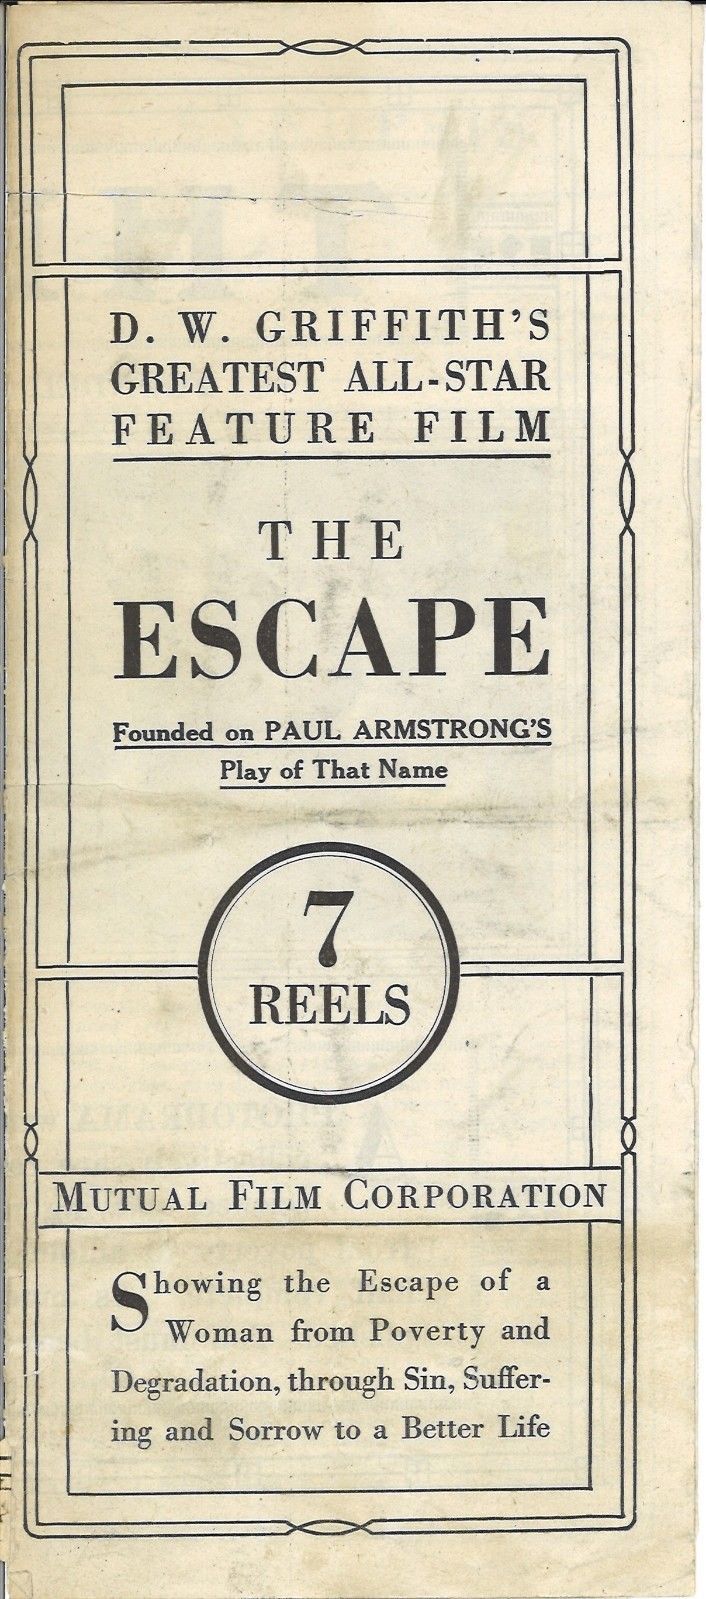 D. W. GRIFFITH'S
GREATEST ALL-STAR
FEATURE FILM
THE
ESCAPE
Founded on PAUL ARMSTRONG'S
Play of That Name
7
REELS
MUTUAL FILM CORPORATION
Showing the Escape of a
Woman from Poverty and
Degradation, through Sin, Suffer-
ing and Sorrow to a Better Life